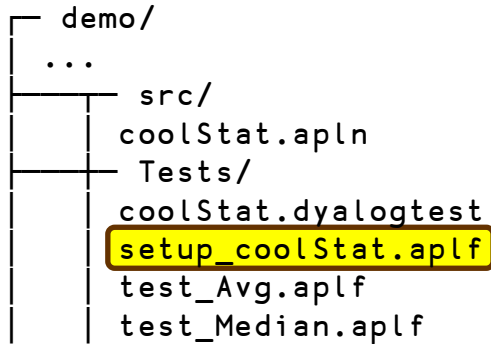 demo/
...
src/
coolStat.apln
Tests/
coolStat.dyalogtest
setup_coolStat.aplf
test_Avg.aplf
test_Median.aplf